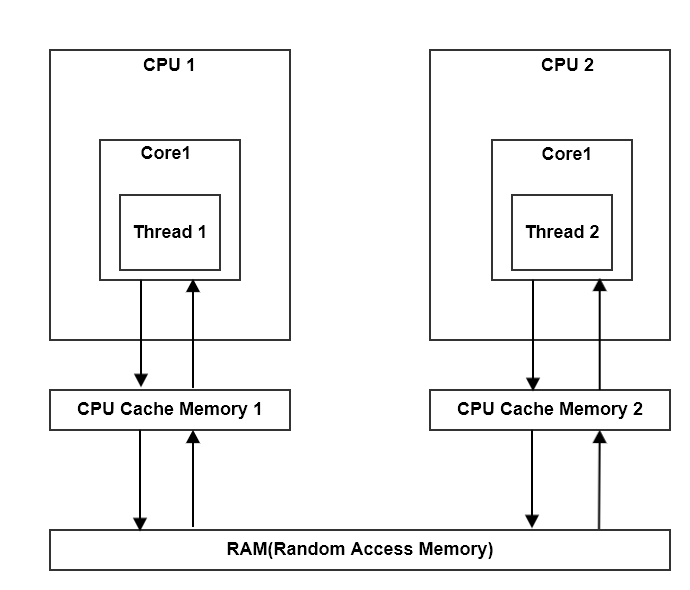 CPU 1
CPU 2
Core1
Core1
Thread 1
Thread 2
CPU Cache Memory 1
CPU Cache Memory 2
RAM(Random Access Memory)